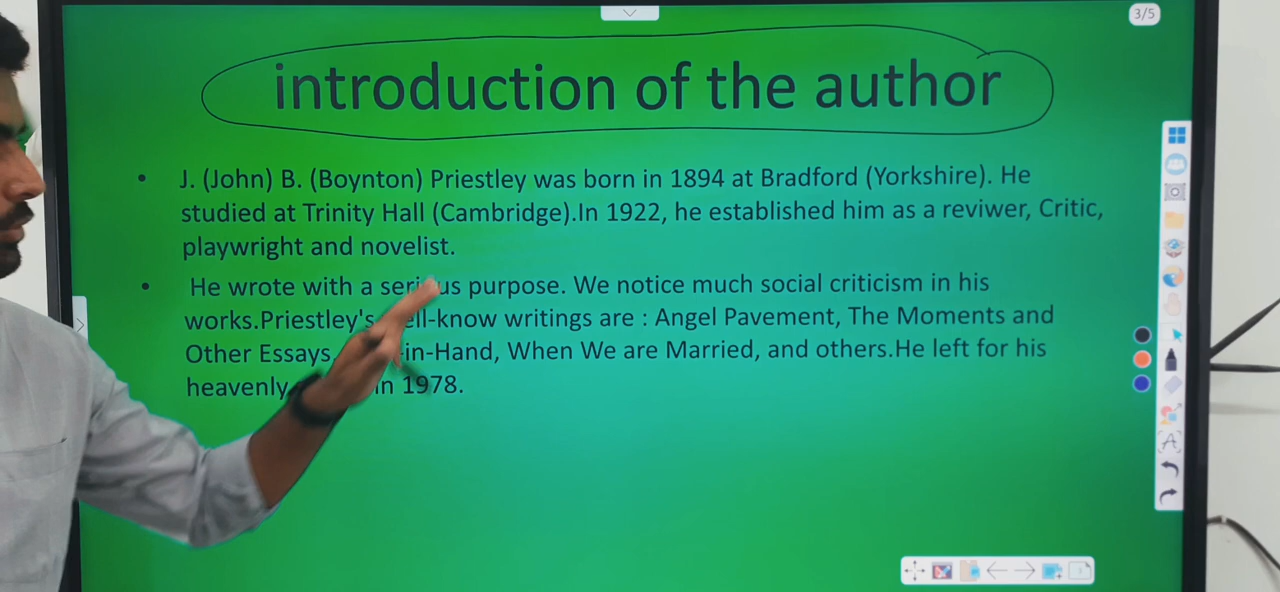 3/5
introduction of the author
• J. (John) B. (Boynton) Priestley was born in 1894 at Bradford (Yorkshire). He
studied at Trinity Hall (Cambridge).In 1922, he established him as a reviwer, Critic,
playwright and novelist.
• He wrote with a serious purpose. We notice much social criticism in his
works.Priestley's ell-know writings are : Angel Pavement, The Moments and
Other Essays -in-Hand, When We are Married, and others.He left for his
heavenly in 1978.